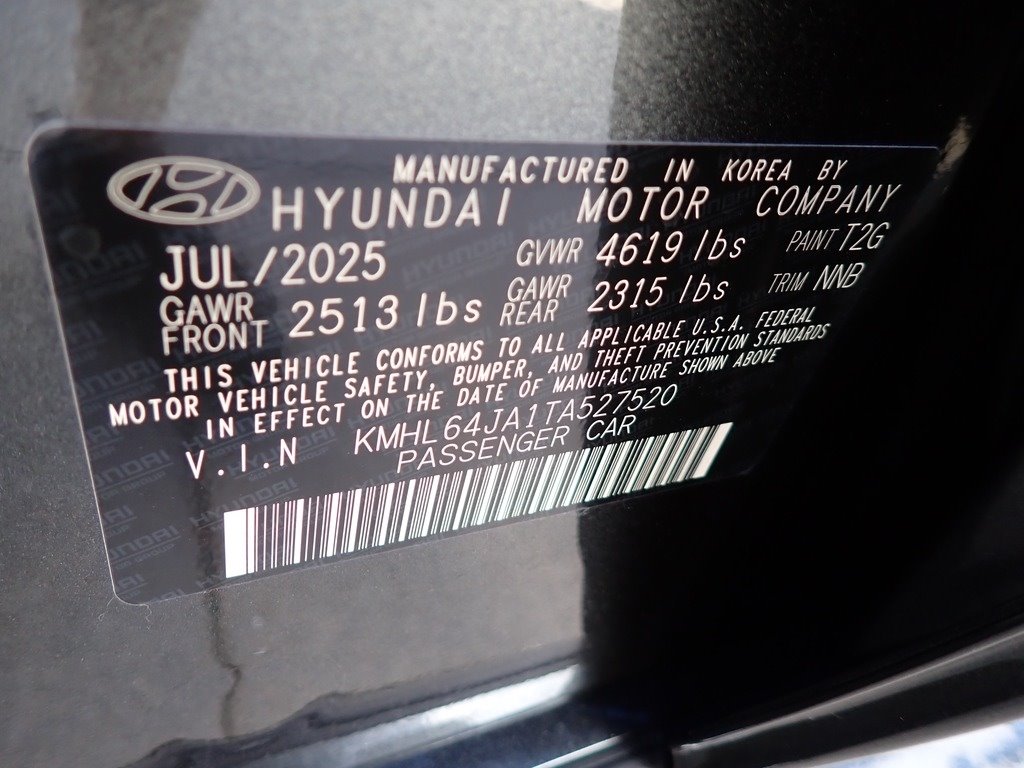 MANUFACTURED IN KOREA BY
HYUNDAI MOTOR COMPANY
JUL/2025 GVWR 4619 lbs PAINT T2G
GAWR FRONT 2513 lbs GAWR REAR 2315 lbs TRIM NNB
THIS VEHICLE CONFORMS TO ALL APPLICABLE U.S.A. FEDERAL
MOTOR VEHICLE SAFETY, BUMPER, AND THEFT PREVENTION STANDARDS
IN EFFECT ON THE DATE OF MANUFACTURE SHOWN ABOVE
V.I.N KMHL64JA1TA527520
PASSENGER CAR